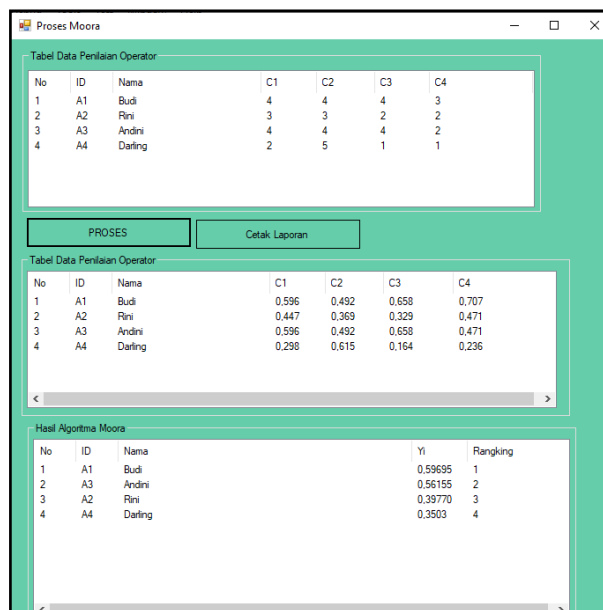 Proses Moora
Tabel Data Penilaian Operator
No ID Nama C1 C2 C3 C4
1 A1 Budi 4 4 4 3
2 A2 Rini 3 3 2 2
3 A3 Andini 4 4 4 2
4 A4 Darling 2 5 1 1
PROSES Cetak Laporan
Tabel Data Penilaian Operator
No ID Nama C1 C2 C3 C4
1 A1 Budi 0,596 0,492 0,658 0,707
2 A2 Rini 0,447 0,369 0,329 0,471
3 A3 Andini 0,596 0,492 0,658 0,471
4 A4 Darling 0,298 0,615 0,164 0,236
Hasil Algoritma Moora
No ID Nama Yi Rangking
1 A1 Budi 0,59695 1
2 A3 Andini 0,56155 2
3 A2 Rini 0,39770 3
4 A4 Darling 0,3503 4